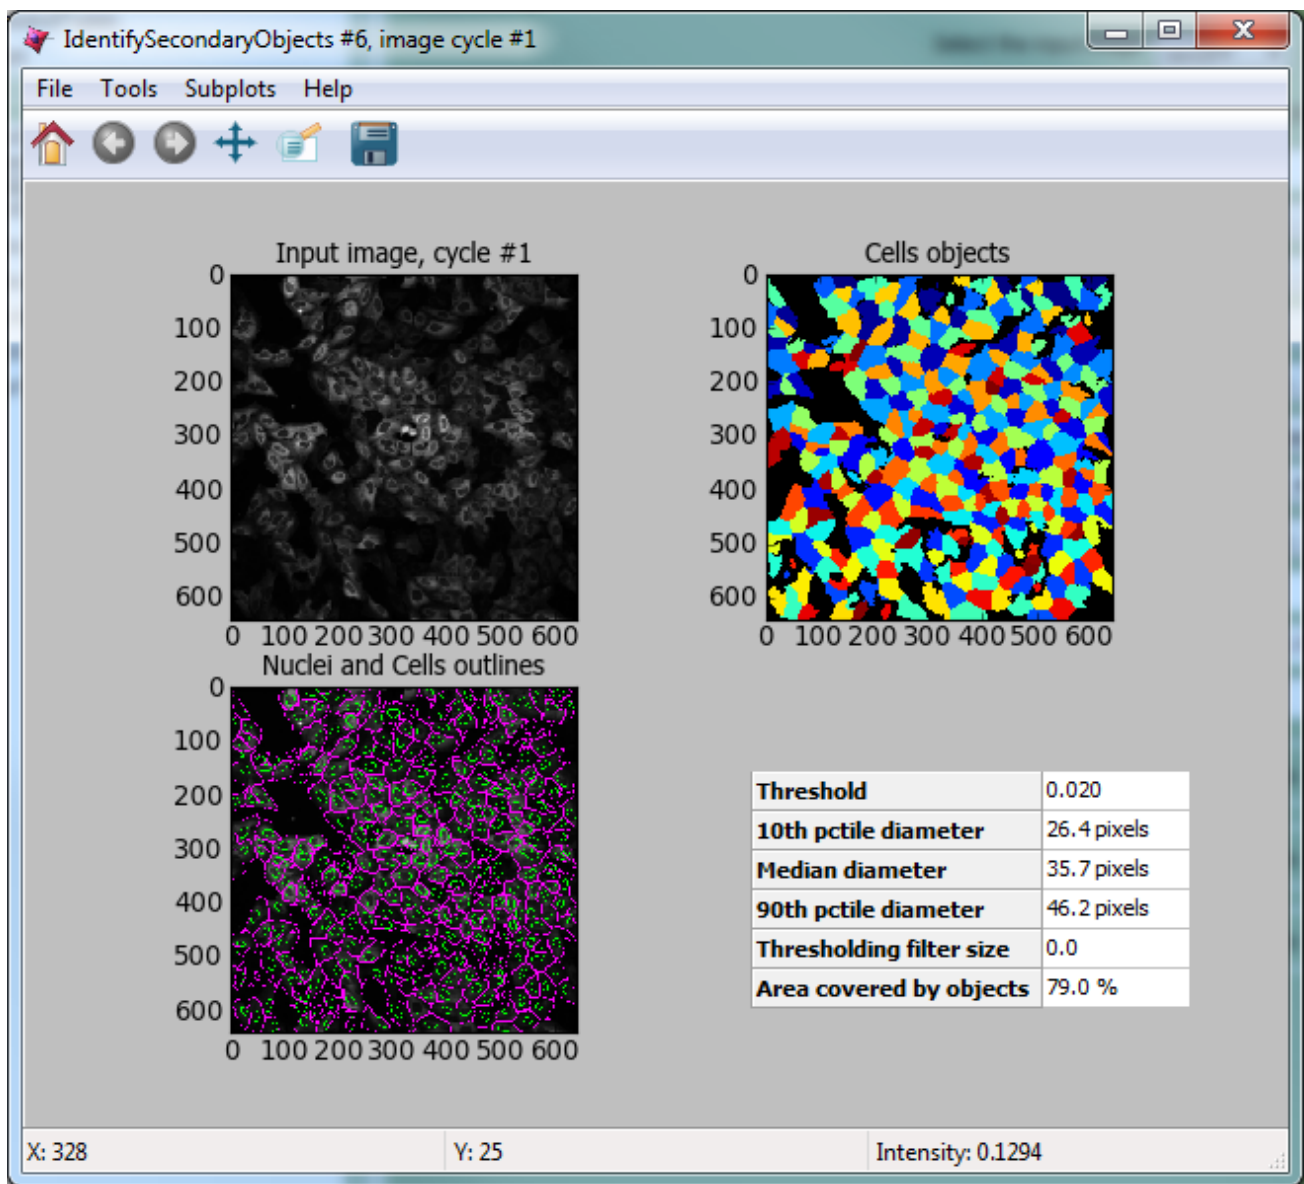 IdentifySecondaryObjects #6, image cycle #1
File Tools Subplots Help
Input image, cycle #1
0
100
200
300
400
500
600
0 100 200 300 400 500 600
Cells objects
0
100
200
300
400
500
600
0 100 200 300 400 500 600
Nuclei and Cells outlines
0
100
200
300
400
500
600
0 100 200 300 400 500 600
Threshold 0.020
10th pctile diameter 26.4 pixels
Median diameter 35.7 pixels
90th pctile diameter 46.2 pixels
Thresholding filter size 0.0
Area covered by objects 79.0 %
X: 328 Y: 25 Intensity: 0.1294